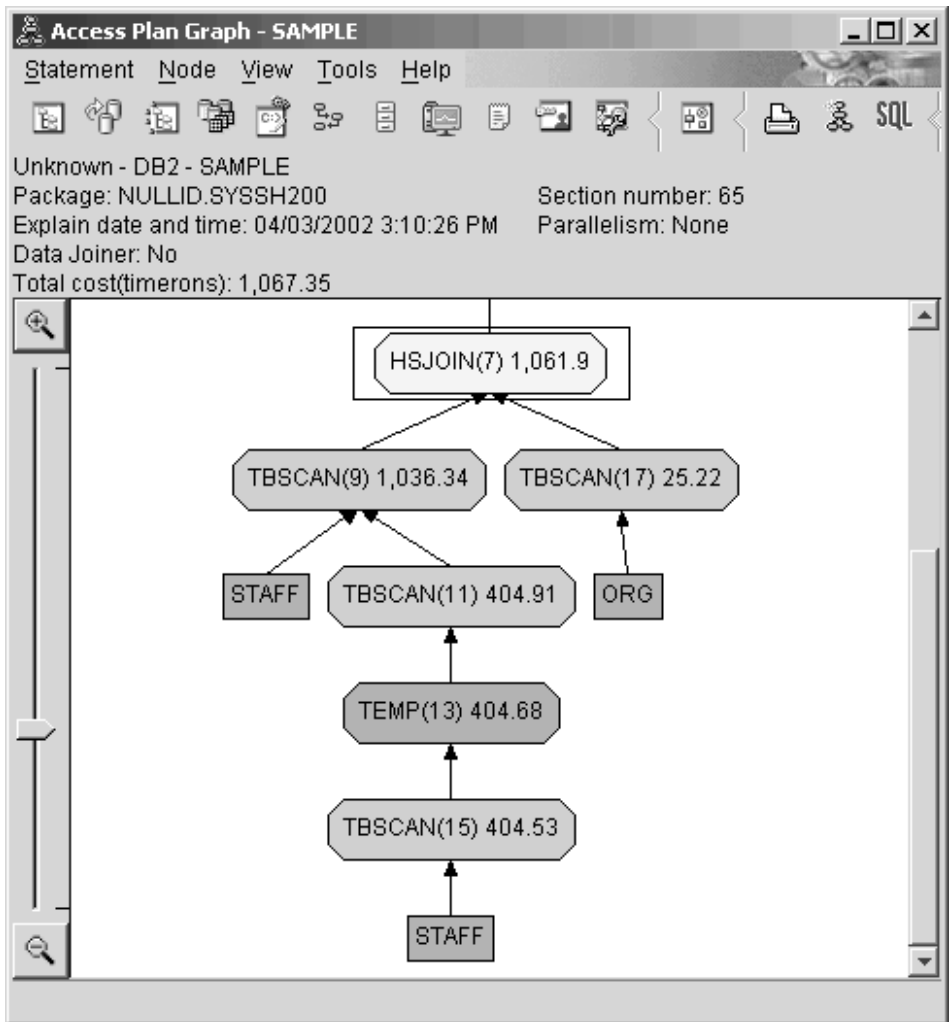 Access Plan Graph - SAMPLE
Statement Node View Tools Help
SQL
Unknown - DB2 - SAMPLE
Package: NULLID.SYSSH200 Section number: 65
Explain date and time: 04/03/2002 3:10:26 PM Parallelism: None
Data Joiner: No
Total cost(timerons): 1,067.35
HSJOIN(7) 1,061.9
TBSCAN(9) 1,036.34 TBSCAN(17) 25.22
STAFF TBSCAN(11) 404.91 ORG
TEMP(13) 404.68
TBSCAN(15) 404.53
STAFF